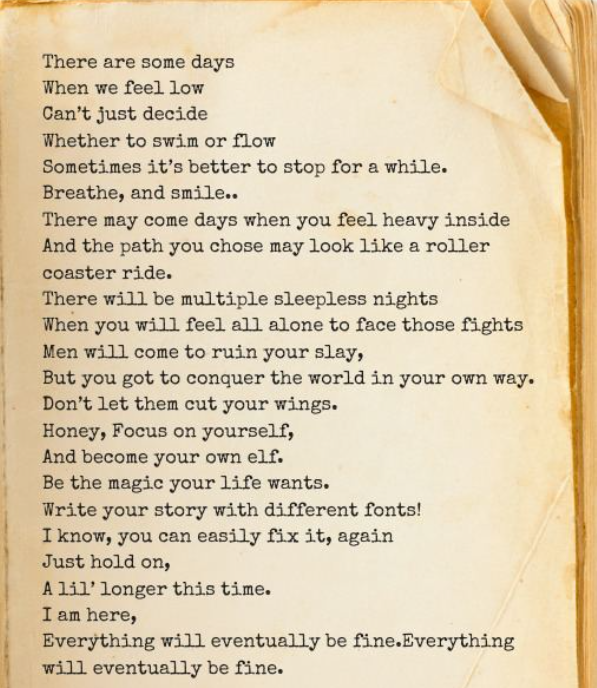 There are some days
When we feel low
Can't just decide
Whether to swim or flow
Sometimes it's better to stop for a while.
Breathe, and smile..
There may come days when you feel heavy inside
And the path you chose may look like a roller
coaster ride.
There will be multiple sleepless nights
When you will feel all alone to face those fights
Men will come to ruin your slay,
But you got to conquer the world in your own way.
Don't let them cut your wings.
Honey, Focus on yourself,
And become your own elf.
Be the magic your life wants.
Write your story with different fonts!
I know, you can easily fix it, again
Just hold on,
A lil' longer this time.
I am here,
Everything will eventually be fine.Everything
will eventually be fine.